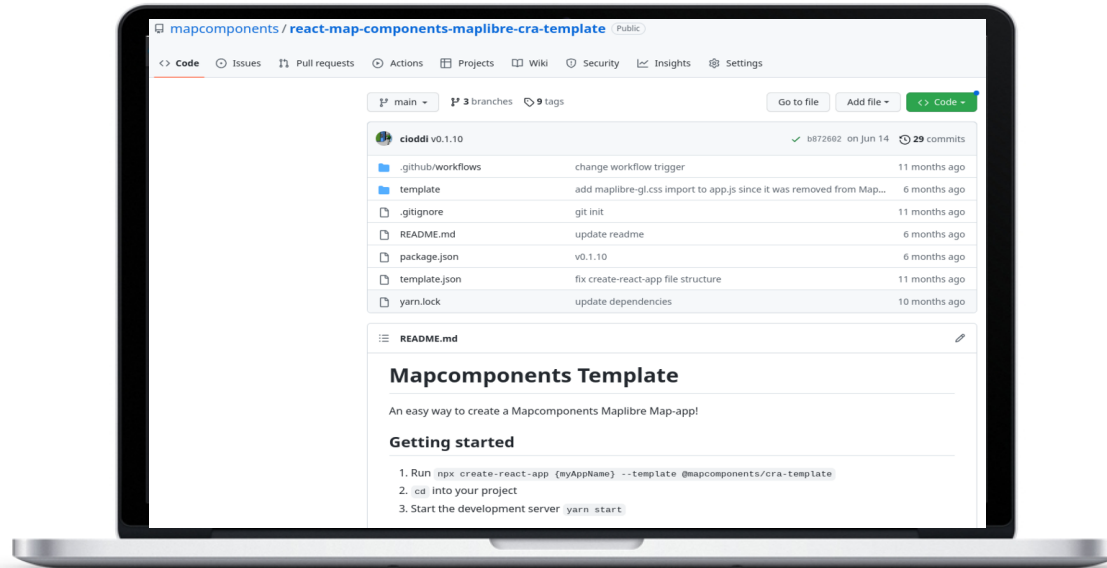 mapcomponents / react-map-components-maplibre-cra-template Public
<> Code Issues Pull requests Actions Projects Wiki Security Insights Settings
main 3 branches 9 tags Go to file Add file <> Code
cioddi v0.1.10 b872602 on Jun 14 29 commits
.github/workflows change workflow trigger 11 months ago
template add maplibre-gl.css import to app.js since it was removed from Map... 6 months ago
.gitignore git init 11 months ago
README.md update readme 6 months ago
package.json v0.1.10 6 months ago
template.json fix create-react-app file structure 11 months ago
yarn.lock update dependencies 10 months ago
README.md
Mapcomponents Template
An easy way to create a Mapcomponents Maplibre Map-app!
Getting started
1. Run npx create-react-app {myAppName} --template @mapcomponents/cra-template
2. cd into your project
3. Start the development server yarn start